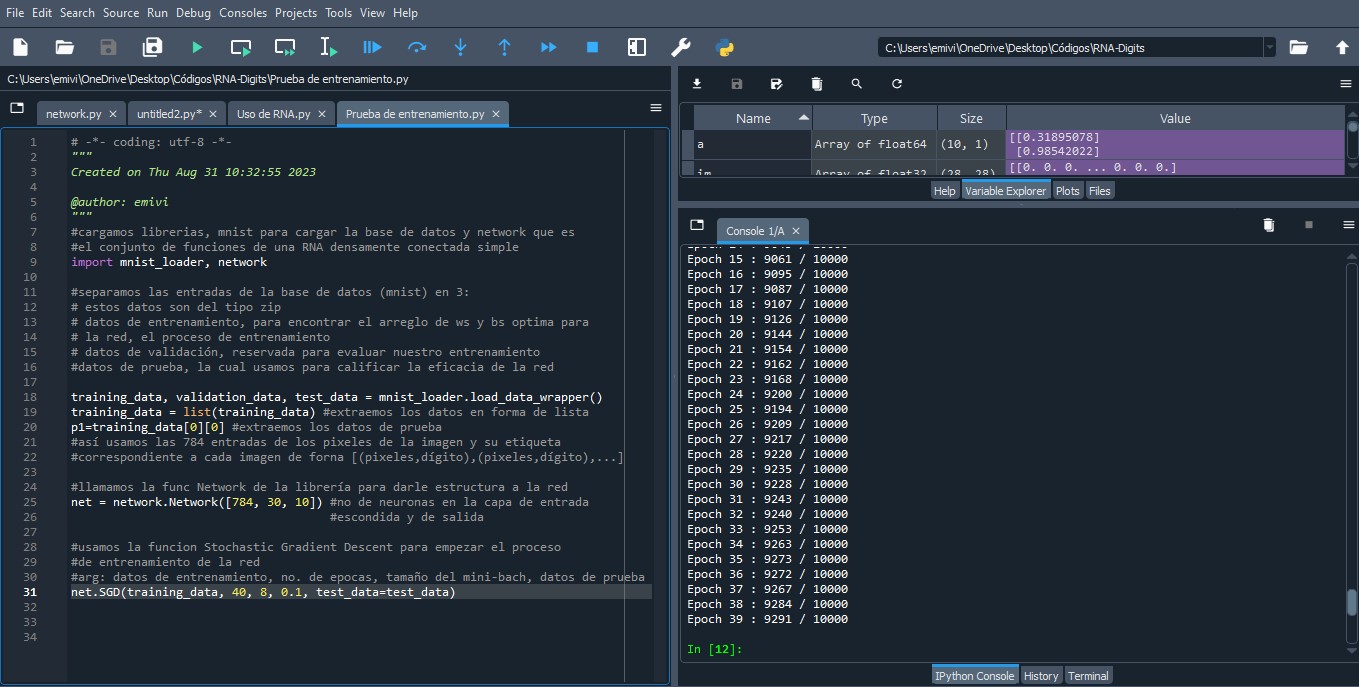 File Edit Search Source Run Debug Consoles Projects Tools View Help
C:\Users\emivi\OneDrive\Desktop\Códigos\RNA-Digits
C:\Users\emivi\OneDrive\Desktop\Códigos\RNA-Digits\Prueba de entrenamiento.py
network.py untitled2.py* Uso de RNA.py Prueba de entrenamiento.py
1 # -*- coding: utf-8 -*-
2 """
3 Created on Thu Aug 31 10:32:55 2023
4
5 @author: emivi
6 """
7 #cargamos librerias, mnist para cargar la base de datos y network que es
8 #el conjunto de funciones de una RNA densamente conectada simple
9 import mnist_loader, network
10
11 #separamos las entradas de la base de datos (mnist) en 3:
12 # estos datos son del tipo zip
13 # datos de entrenamiento, para encontrar el arreglo de ws y bs optima para
14 # la red, el proceso de entrenamiento
15 # datos de validación, reservada para evaluar nuestro entrenamiento
16 #datos de prueba, la cual usamos para calificar la eficacia de la red
17
18 training_data, validation_data, test_data = mnist_loader.load_data_wrapper()
19 training_data = list(training_data) #extraemos los datos en forma de lista
20 p1=training_data[0][0] #extraemos los datos de prueba
21 #así usamos las 784 entradas de los pixeles de la imagen y su etiqueta
22 #correspondiente a cada imagen de forna [(pixeles,dígito),(pixeles,dígito),...]
23
24 #llamamos la func Network de la librería para darle estructura a la red
25 net = network.Network([784, 30, 10]) #no de neuronas en la capa de entrada
26 #escondida y de salida
27
28 #usamos la funcion Stochastic Gradient Descent para empezar el proceso
29 #de entrenamiento de la red
30 #arg: datos de entrenamiento, no. de epocas, tamaño del mini-bach, datos de prueba
31 net.SGD(training_data, 40, 8, 0.1, test_data=test_data)
32
33
34
Name Type Size Value
a Array of float64 (10, 1) [[0.31895078]
[0.98542022]
im Array of float32 (28, 28) [[0. 0. 0. ... 0. 0. 0.]
Help Variable Explorer Plots Files
Console 1/A
Epoch 15 : 9061 / 10000
Epoch 16 : 9095 / 10000
Epoch 17 : 9087 / 10000
Epoch 18 : 9107 / 10000
Epoch 19 : 9126 / 10000
Epoch 20 : 9144 / 10000
Epoch 21 : 9154 / 10000
Epoch 22 : 9162 / 10000
Epoch 23 : 9168 / 10000
Epoch 24 : 9200 / 10000
Epoch 25 : 9194 / 10000
Epoch 26 : 9209 / 10000
Epoch 27 : 9217 / 10000
Epoch 28 : 9220 / 10000
Epoch 29 : 9235 / 10000
Epoch 30 : 9228 / 10000
Epoch 31 : 9243 / 10000
Epoch 32 : 9240 / 10000
Epoch 33 : 9253 / 10000
Epoch 34 : 9263 / 10000
Epoch 35 : 9273 / 10000
Epoch 36 : 9272 / 10000
Epoch 37 : 9267 / 10000
Epoch 38 : 9284 / 10000
Epoch 39 : 9291 / 10000
In [12]:
IPython Console History Terminal